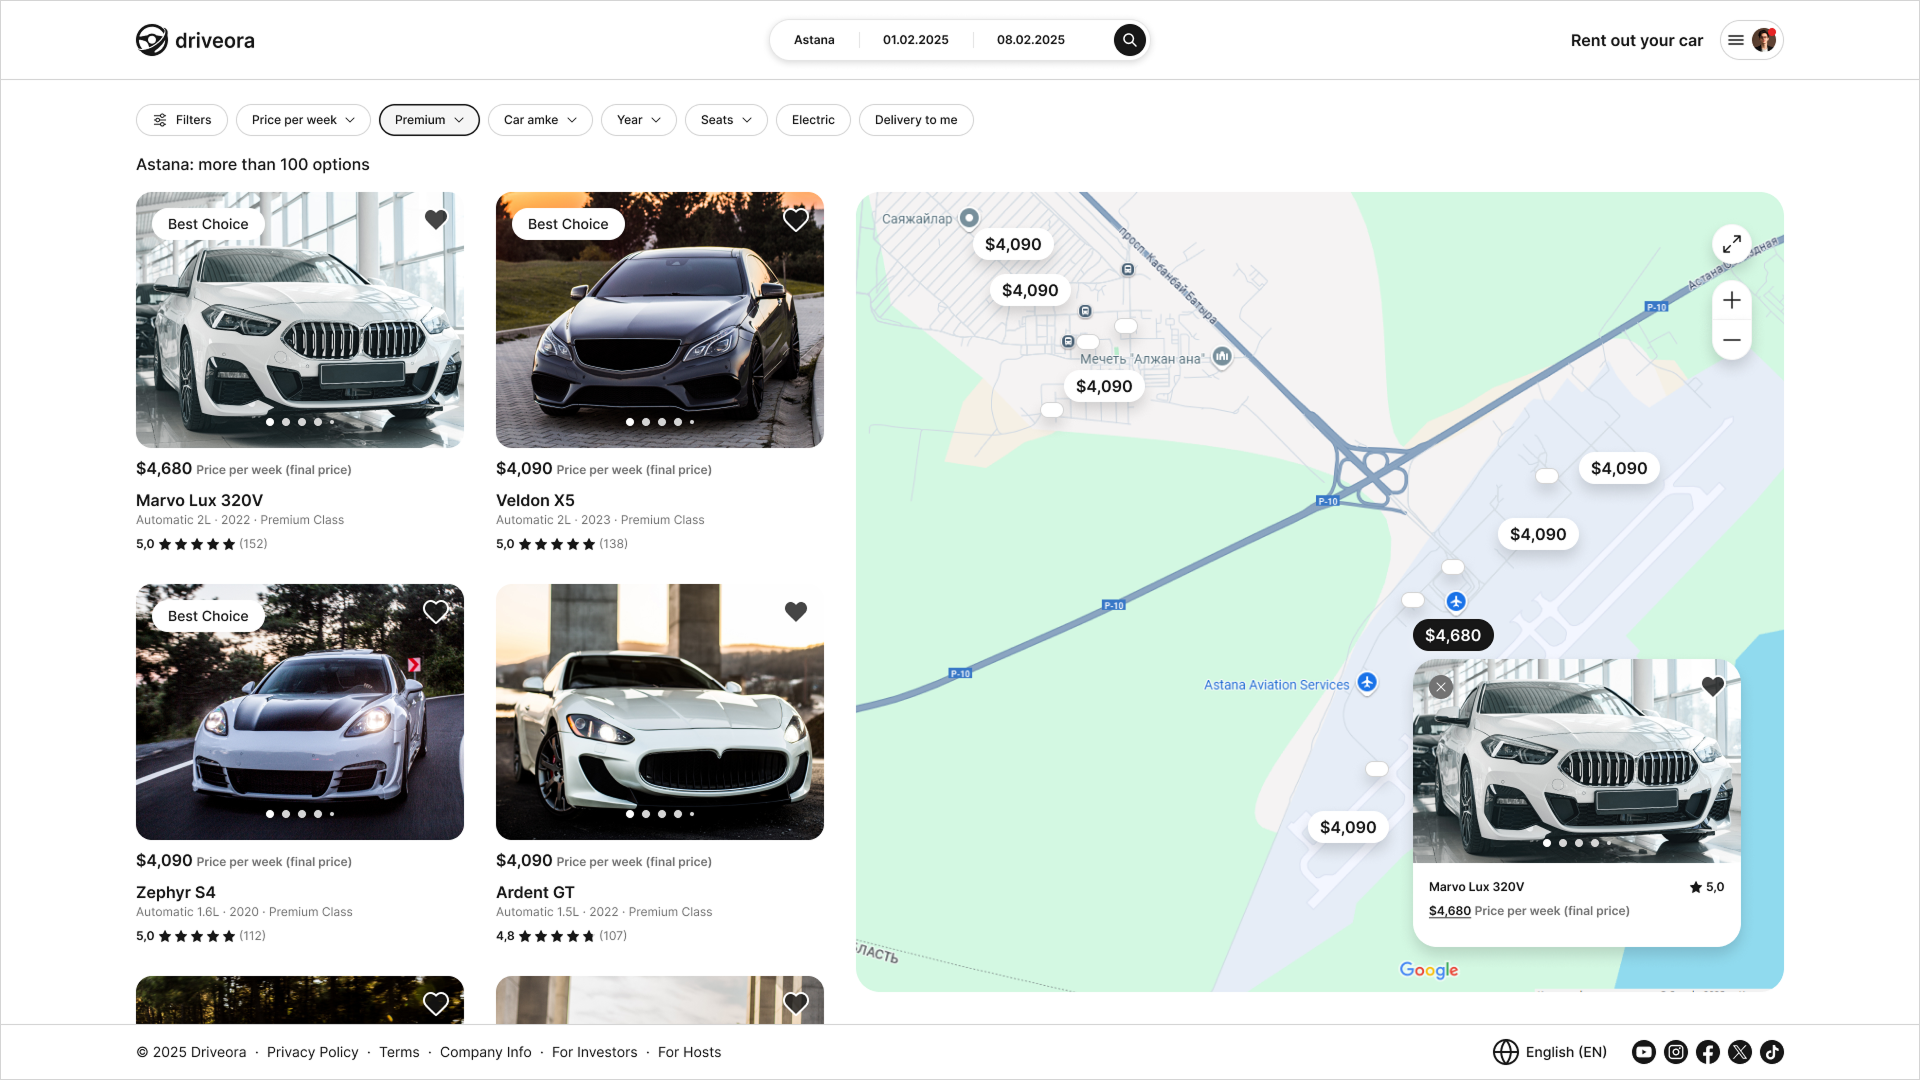 driveora
Astana
01.02.2025
08.02.2025
Rent out your car
Filters
Price per week
Premium
Car amke
Year
Seats
Electric
Delivery to me
Astana: more than 100 options
Best Choice
$4,680 Price per week (final price)
Marvo Lux 320V
Automatic 2L · 2022 · Premium Class
5,0 (152)
Best Choice
$4,090 Price per week (final price)
Veldon X5
Automatic 2L · 2023 · Premium Class
5,0 (138)
Best Choice
$4,090 Price per week (final price)
Zephyr S4
Automatic 1.6L · 2020 · Premium Class
5,0 (112)
$4,090 Price per week (final price)
Ardent GT
Automatic 1.5L · 2022 · Premium Class
4,8 (107)
Саяжайлар
$4,090
$4,090
просп. Кабанбай Батыра
Мечеть "Алжан ана"
$4,090
Астана
P-10
$4,090
P-10
$4,090
P-10
$4,680
P-10
Astana Aviation Services
$4,090
Marvo Lux 320V
5,0
$4,680 Price per week (final price)
Google
© 2025 Driveora · Privacy Policy · Terms · Company Info · For Investors · For Hosts
English (EN)